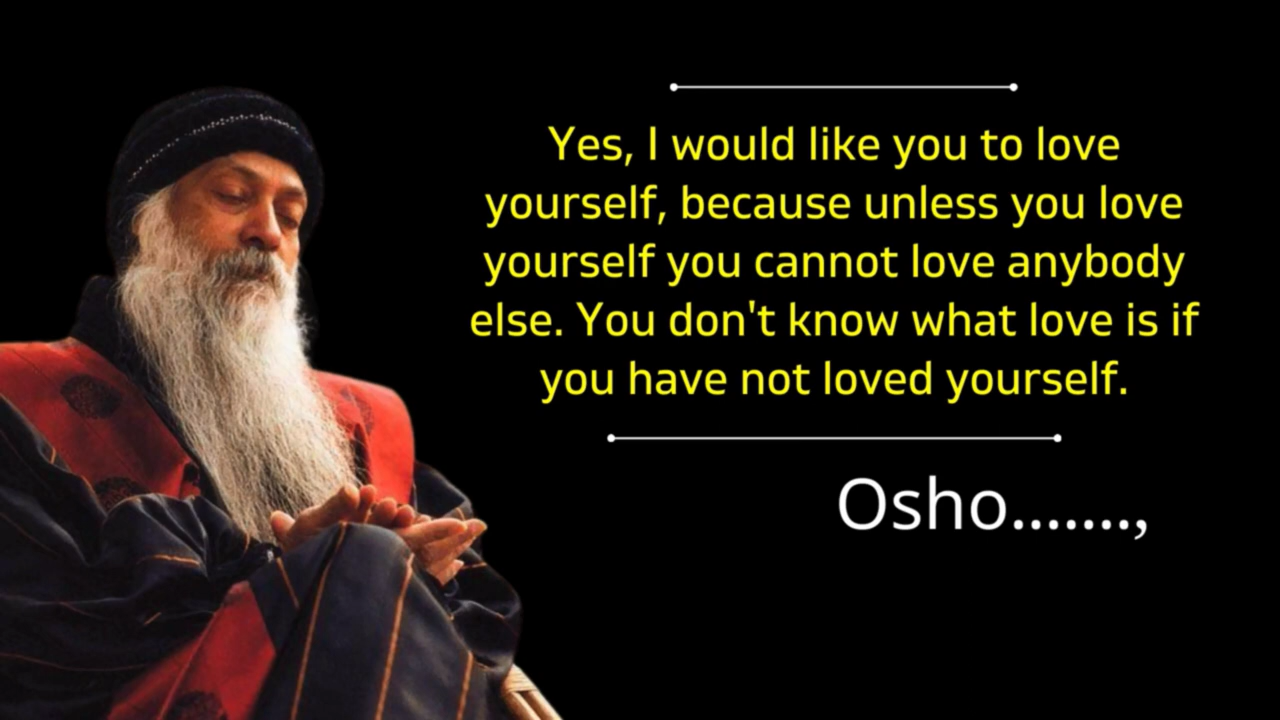 Yes, I would like you to love
yourself, because unless you love
yourself you cannot love anybody
else. You don't know what love is if
you have not loved yourself.
Osho.......,